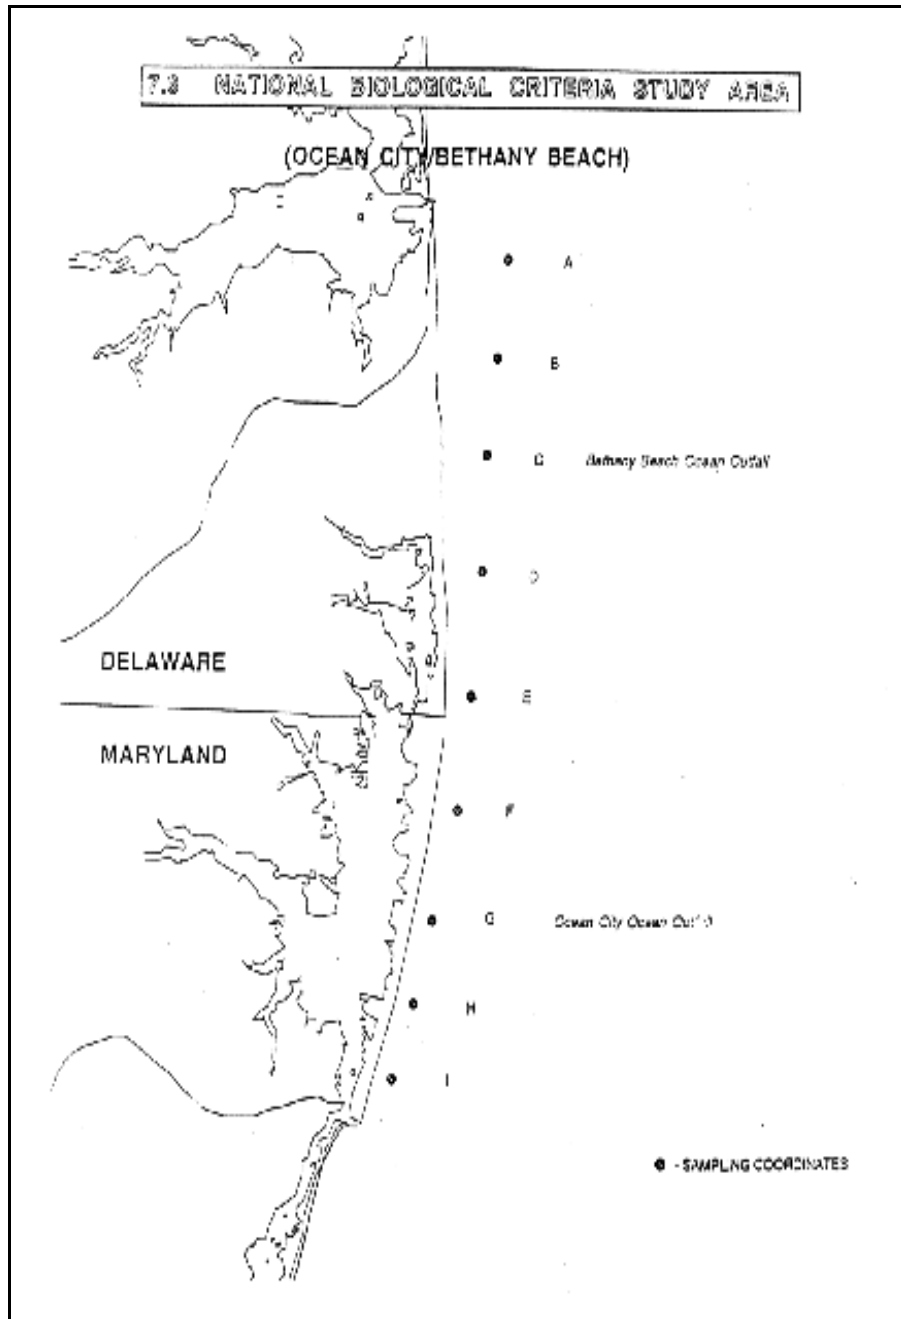 7.3 NATIONAL BIOLOGICAL CRITERIA STUDY AREA
(OCEAN CITY/BETHANY BEACH)
A
B
C Bethany Beach Ocean Outfall
D
DELAWARE
E
MARYLAND
F
G Ocean City Ocean Outfall
H
I
- SAMPLING COORDINATES